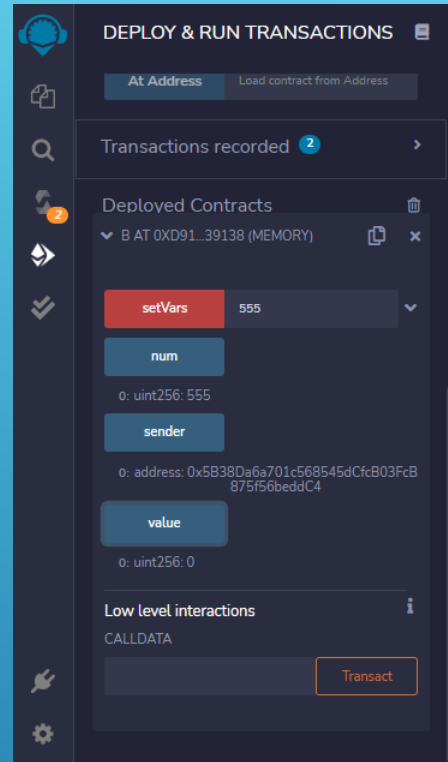 DEPLOY & RUN TRANSACTIONS
At Address
Load contract from Address
Transactions recorded 2
2
Deployed Contracts
B AT 0XD91...39138 (MEMORY)
setVars
555
num
0: uint256: 555
sender
0: address: 0x5B38Da6a701c568545dCfcB03FcB
875f56beddC4
value
0: uint256: 0
Low level interactions
i
CALLDATA
Transact